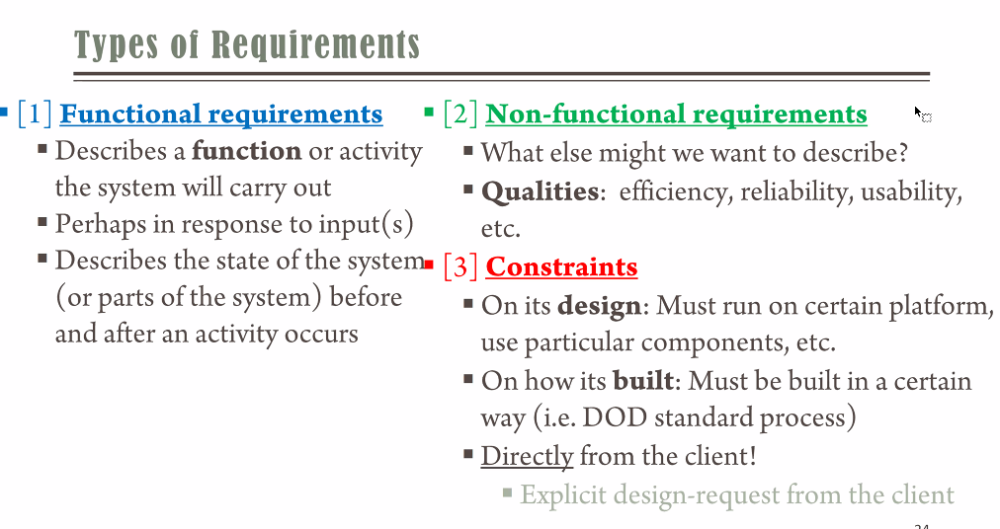 Types of Requirements
▪ [1] Functional requirements
▪ Describes a function or activity
the system will carry out
▪ Perhaps in response to input(s)
▪ Describes the state of the system
(or parts of the system) before
and after an activity occurs
▪ [2] Non-functional requirements
▪ What else might we want to describe?
▪ Qualities: efficiency, reliability, usability,
etc.
▪ [3] Constraints
▪ On its design: Must run on certain platform,
use particular components, etc.
▪ On how its built: Must be built in a certain
way (i.e. DOD standard process)
▪ Directly from the client!
▪ Explicit design-request from the client